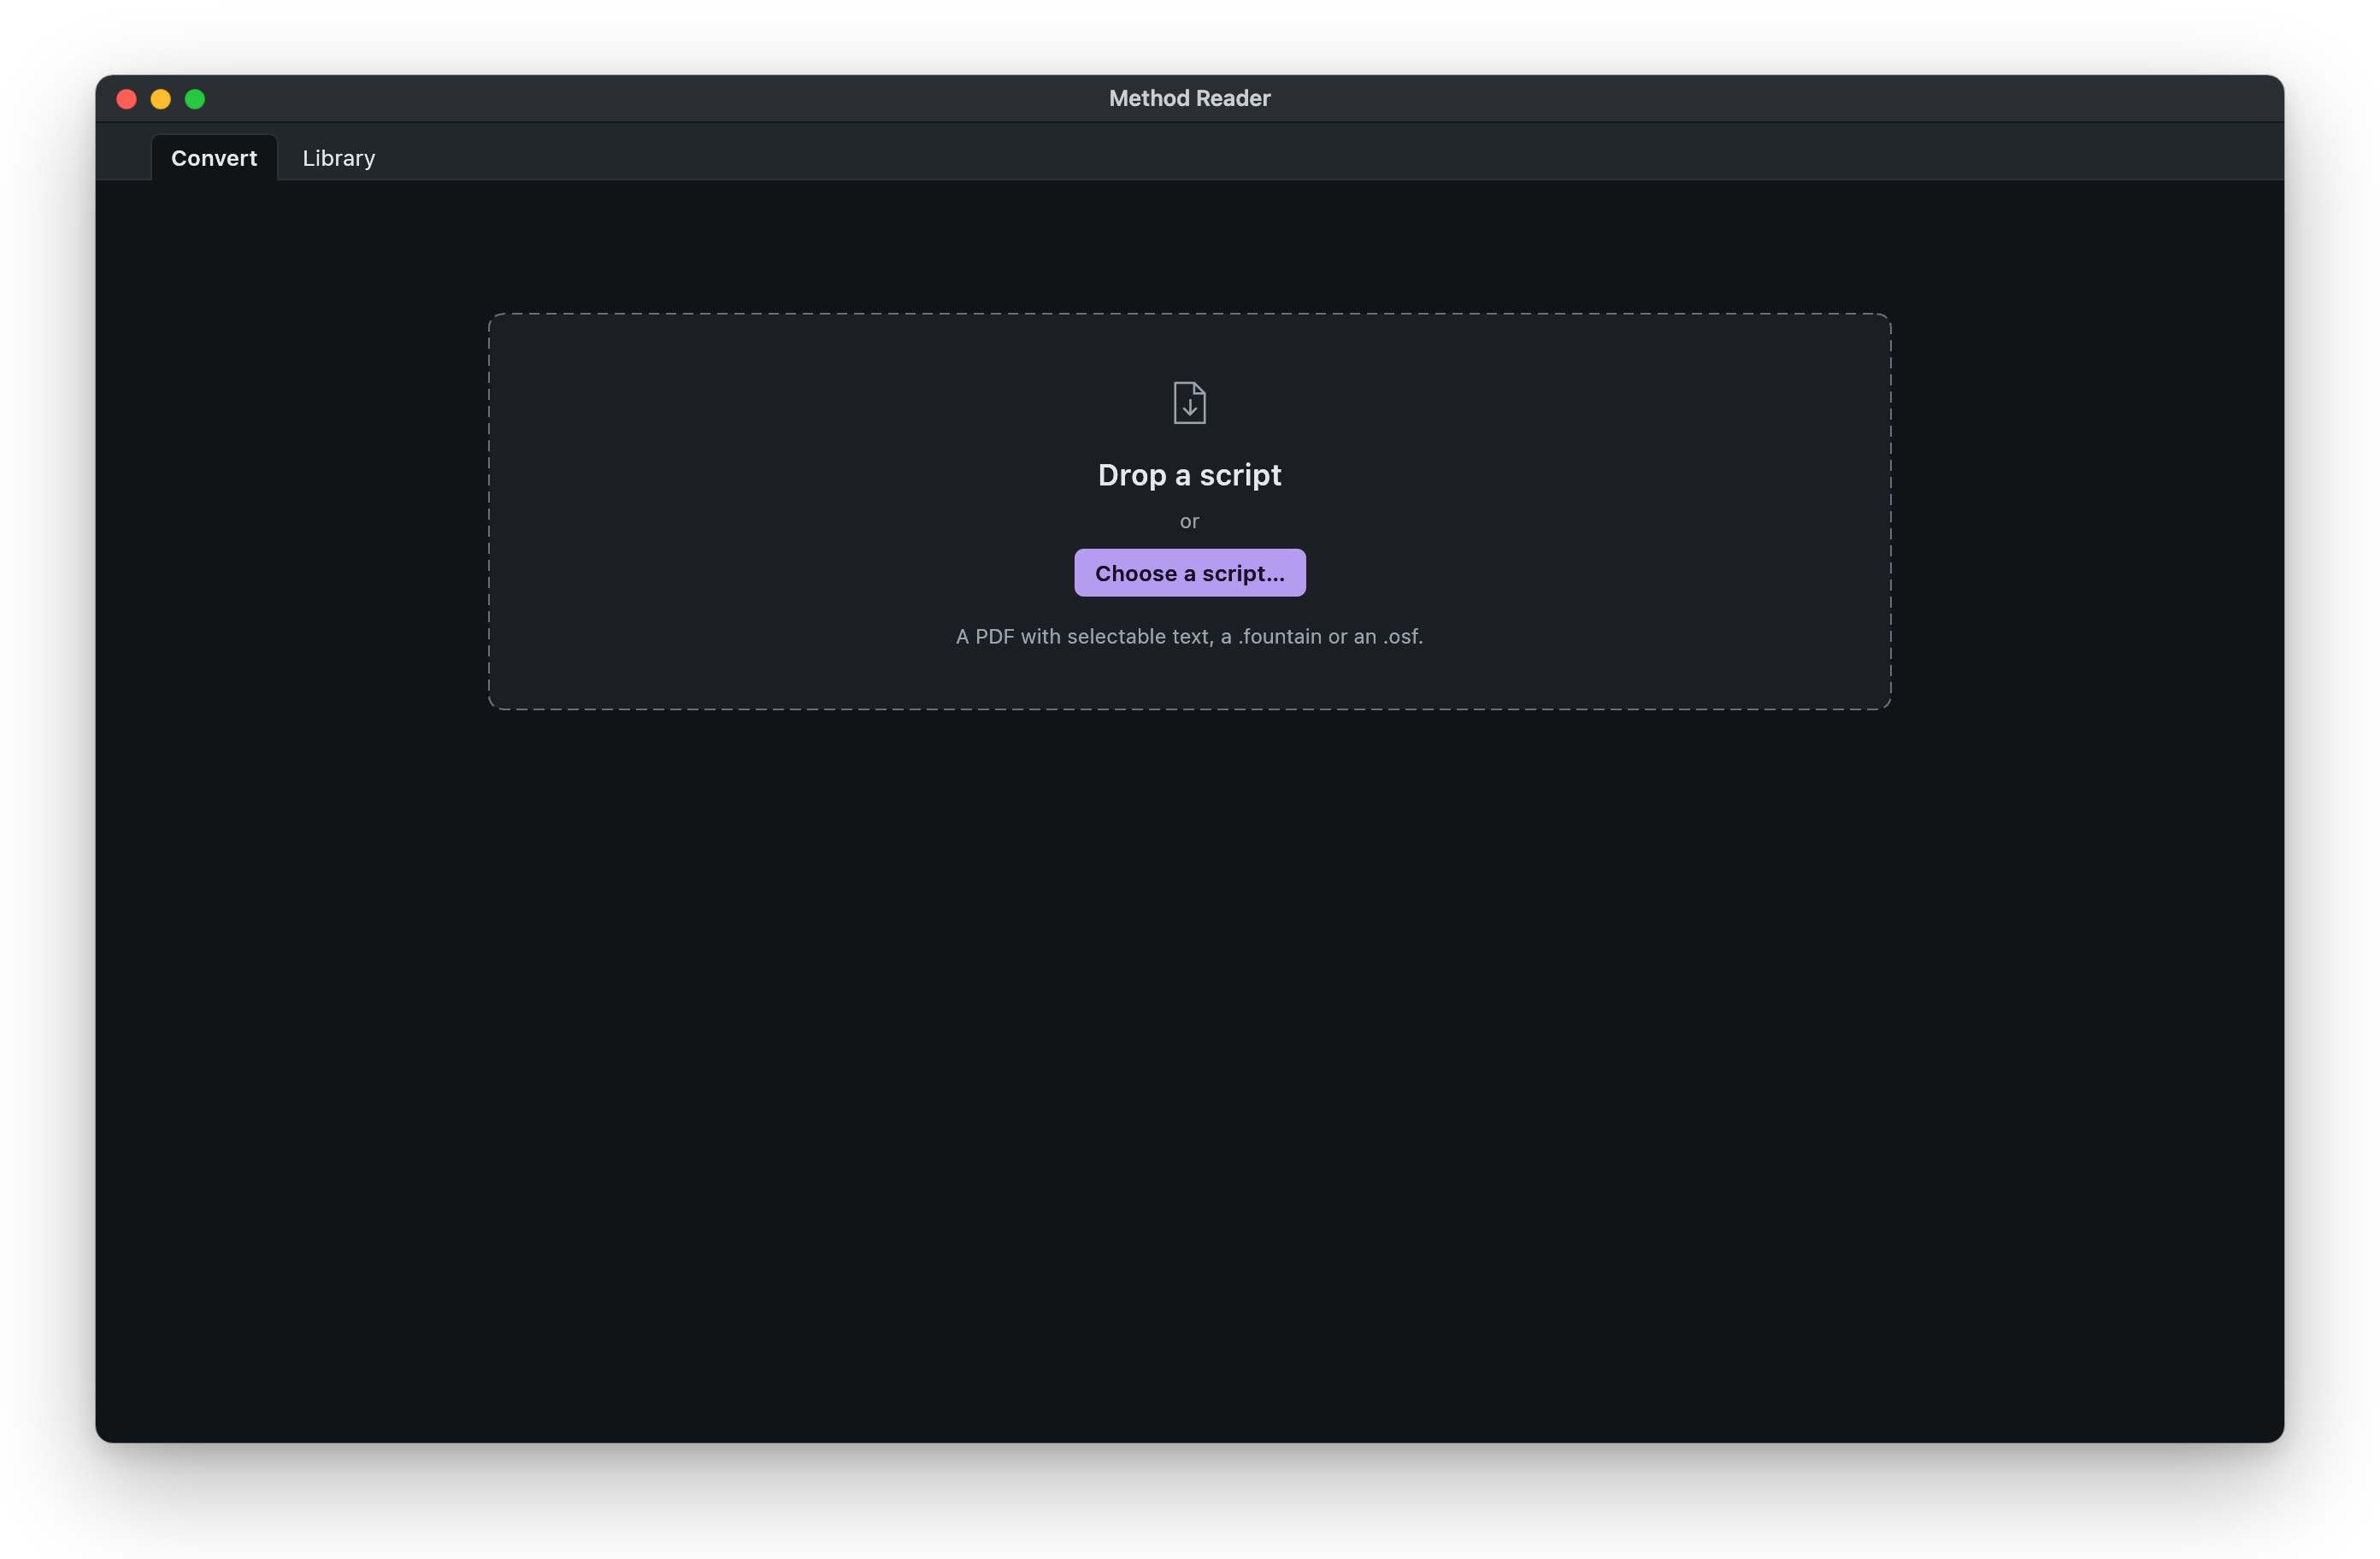 Method Reader
Convert Library
Drop a script
or
Choose a script...
A PDF with selectable text, a .fountain or an .osf.